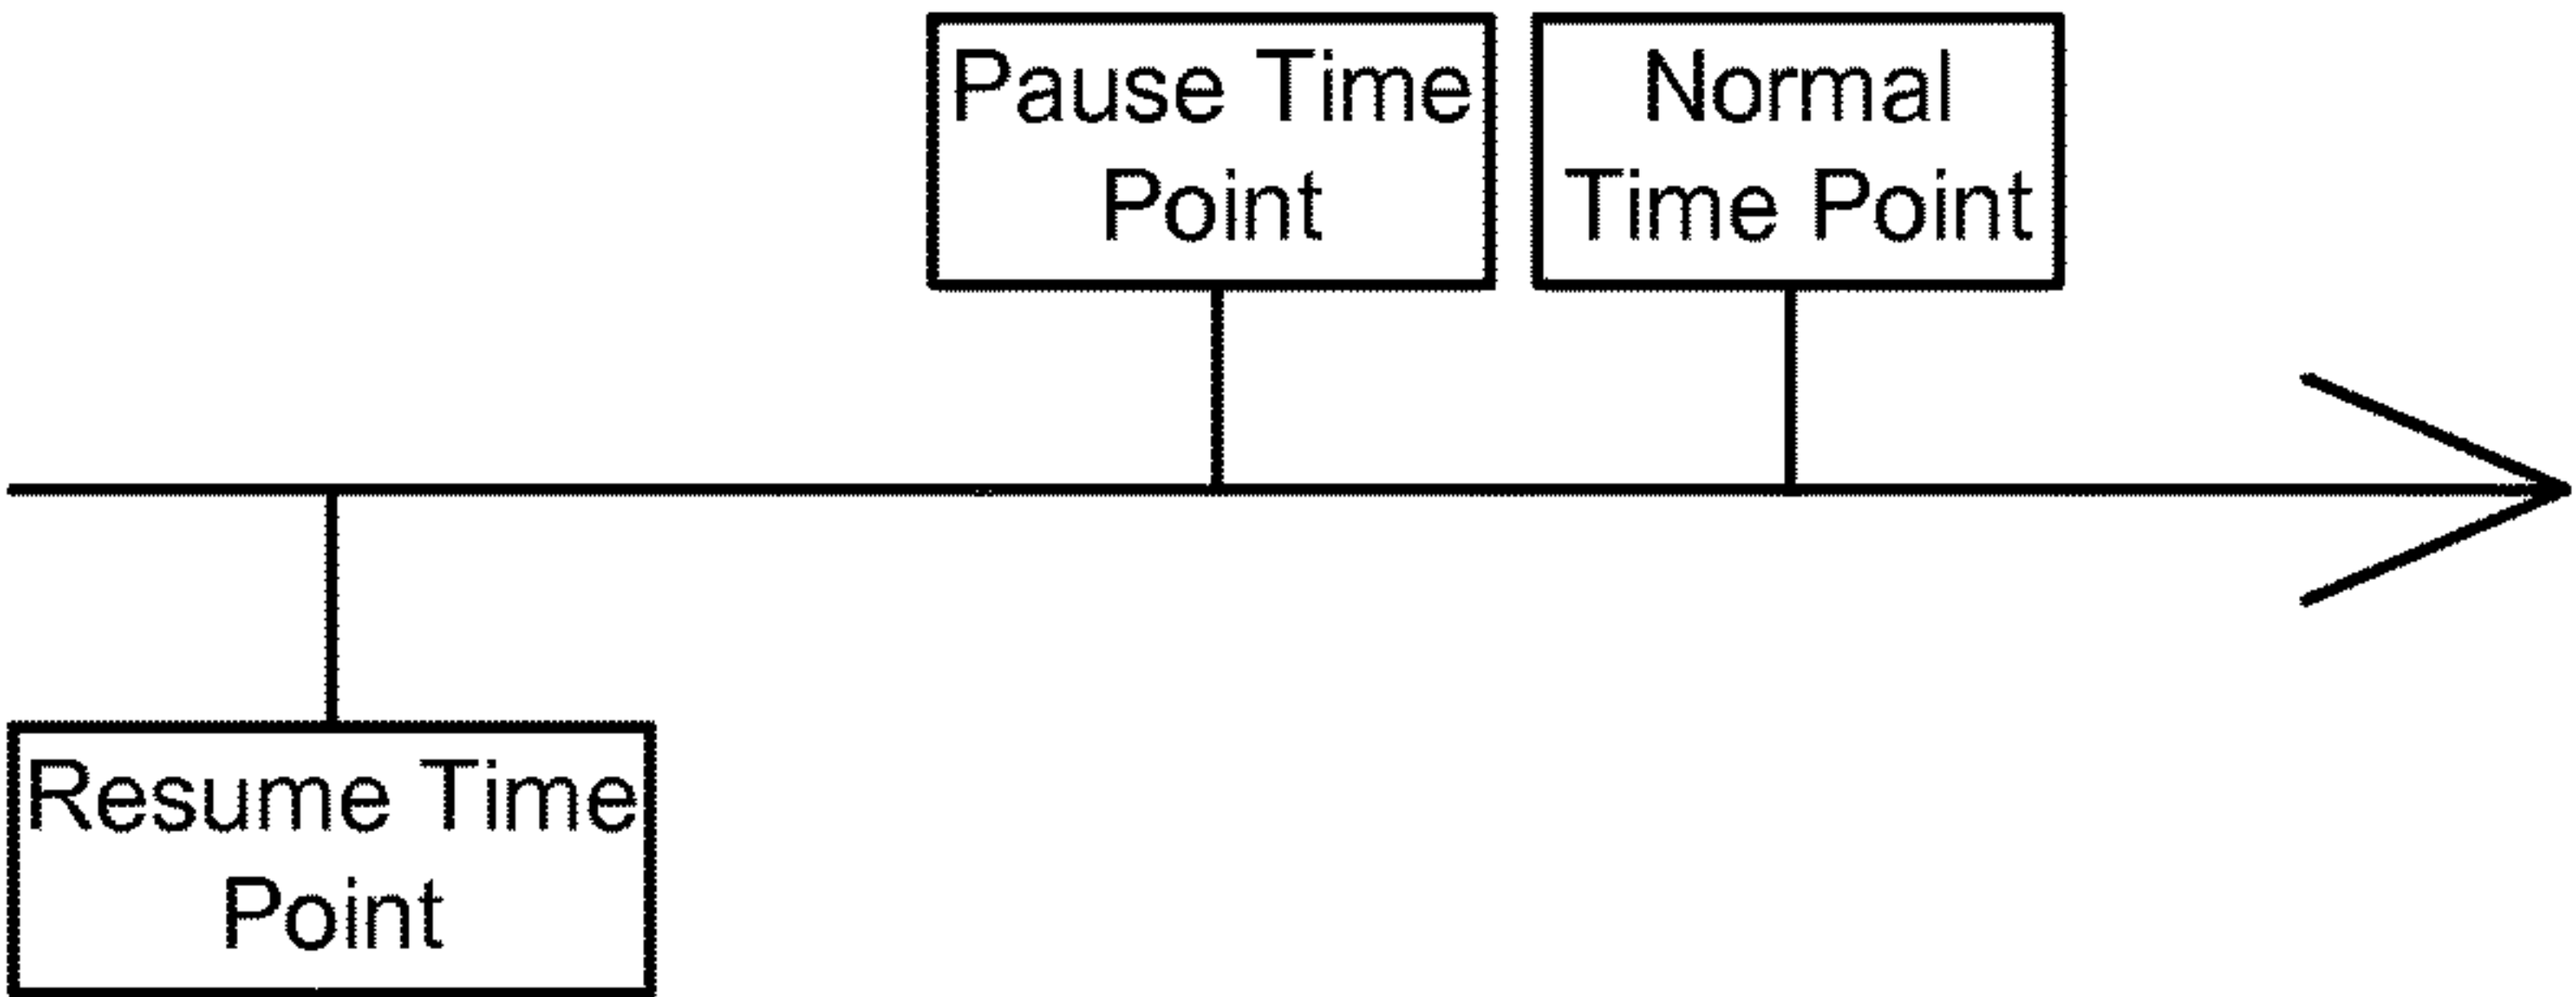 Pause Time
Point
Normal
Time Point
Resume Time
Point